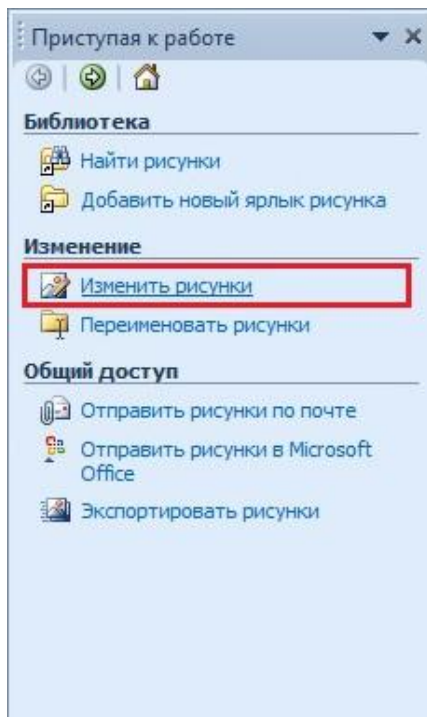 Приступая к работе
Библиотека
Найти рисунки
Добавить новый ярлык рисунка
Изменение
Изменить рисунки
Переименовать рисунки
Общий доступ
Отправить рисунки по почте
Отправить рисунки в Microsoft
Office
Экспортировать рисунки